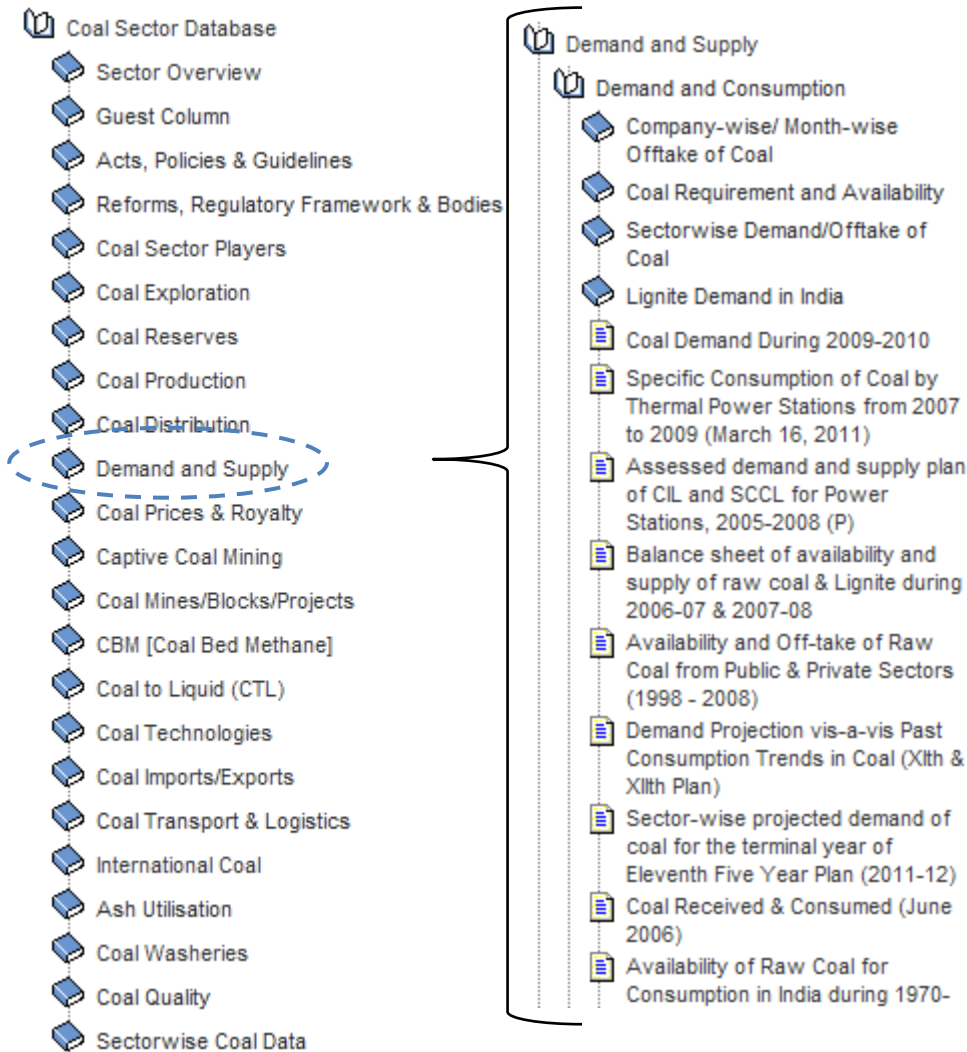 Coal Sector Database
Sector Overview
Guest Column
Acts, Policies & Guidelines
Reforms, Regulatory Framework & Bodies
Coal Sector Players
Coal Exploration
Coal Reserves
Coal Production
Coal Distribution
Demand and Supply
Coal Prices & Royalty
Captive Coal Mining
Coal Mines/Blocks/Projects
CBM [Coal Bed Methane]
Coal to Liquid (CTL)
Coal Technologies
Coal Imports/Exports
Coal Transport & Logistics
International Coal
Ash Utilisation
Coal Washeries
Coal Quality
Sectorwise Coal Data
Demand and Supply
Demand and Consumption
Company-wise/ Month-wise
Offtake of Coal
Coal Requirement and Availability
Sectorwise Demand/Offtake of
Coal
Lignite Demand in India
Coal Demand During 2009-2010
Specific Consumption of Coal by
Thermal Power Stations from 2007
to 2009 (March 16, 2011)
Assessed demand and supply plan
of CIL and SCCL for Power
Stations, 2005-2008 (P)
Balance sheet of availability and
supply of raw coal & Lignite during
2006-07 & 2007-08
Availability and Off-take of Raw
Coal from Public & Private Sectors
(1998 - 2008)
Demand Projection vis-a-vis Past
Consumption Trends in Coal (XIth &
XIIth Plan)
Sector-wise projected demand of
coal for the terminal year of
Eleventh Five Year Plan (2011-12)
Coal Received & Consumed (June
2006)
Availability of Raw Coal for
Consumption in India during 1970-